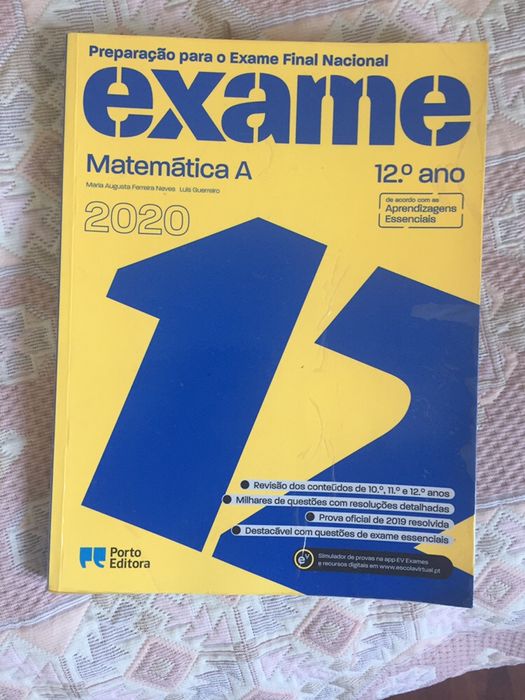 Preparação para o Exame Final Nacional
exame
Matemática A
12.º ano
Maria Augusta Ferreira Neves Luís Guerreiro
de acordo com as
Aprendizagens
Essenciais
2020
12
Revisão dos conteúdos de 10.º, 11.º e 12.º anos
Milhares de questões com resoluções detalhadas
Prova oficial de 2019 resolvida
Destacável com questões de exame essenciais
Porto
Editora
eV
Simulador de provas na app EV Exames
e recursos digitais em www.escolavirtual.pt